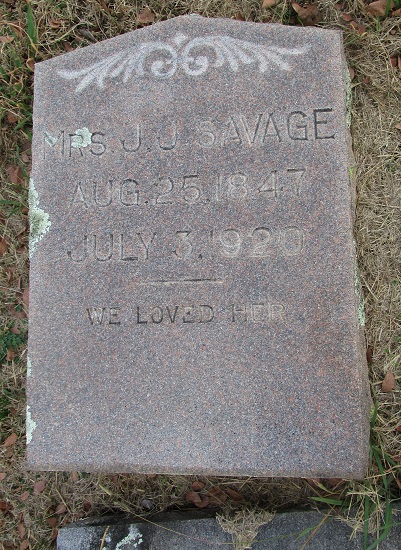 MRS. J. J. SAVAGE
AUG. 25, 1847
JULY 3, 1920
WE LOVED HER